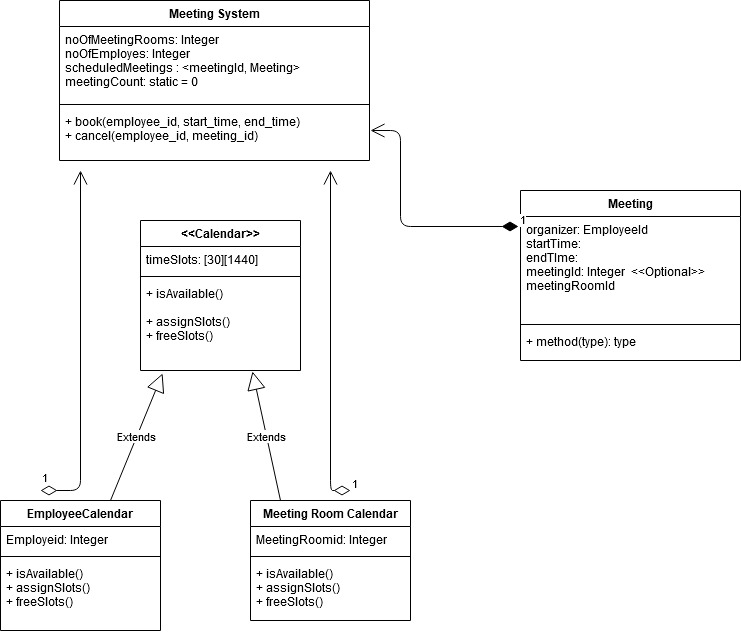 Meeting System
noOfMeetingRooms: Integer
noOfEmployes: Integer
scheduledMeetings : <meetingId, Meeting>
meetingCount: static = 0
+ book(employee_id, start_time, end_time)
+ cancel(employee_id, meeting_id)
Meeting
1
organizer: EmployeeId
startTime:
endTIme:
meetingId: Integer <<Optional>>
meetingRoomId
+ method(type): type
<<Calendar>>
timeSlots: [30][1440]
+ isAvailable()
+ assignSlots()
+ freeSlots()
Extends
Extends
1
1
EmployeeCalendar
Employeeid: Integer
+ isAvailable()
+ assignSlots()
+ freeSlots()
Meeting Room Calendar
MeetingRoomid: Integer
+ isAvailable()
+ assignSlots()
+ freeSlots()